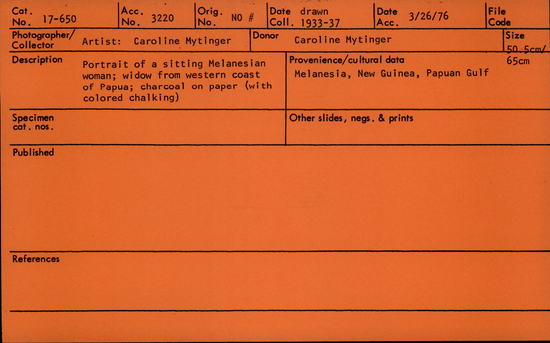 Cat. No. 17-650 Acc. No. 3220 Orig. No. NO # Date Coll. drawn 1933-37 Date Acc. 3/26/76 File Code
Photographer/Collector Artist: Caroline Mytinger Donor Caroline Mytinger Size 50.5cm/65cm
Description Portrait of a sitting Melanesian
woman; widow from western coast
of Papua; charcoal on paper (with
colored chalking)
Provenience/cultural data
Melanesia, New Guinea, Papuan Gulf
Specimen cat. nos.
Other slides, negs. & prints
Published
References